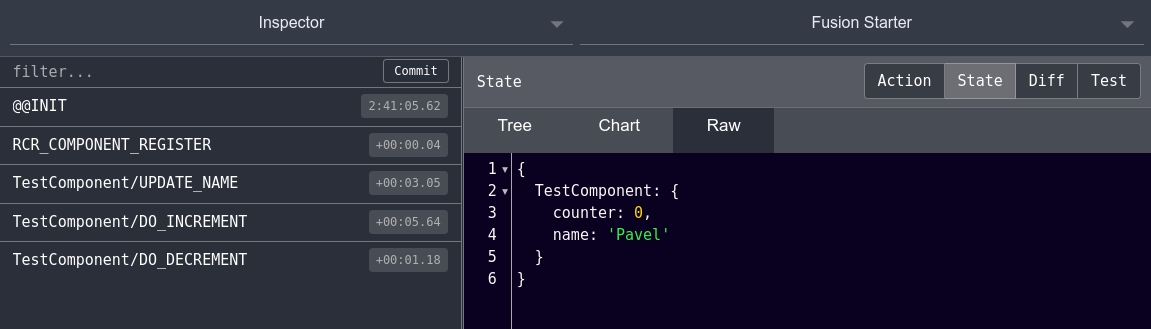 Inspector
Fusion Starter
filter...
Commit
@@INIT
2:41:05.62
RCR_COMPONENT_REGISTER
+00:00.04
TestComponent/UPDATE_NAME
+00:03.05
TestComponent/DO_INCREMENT
+00:05.64
TestComponent/DO_DECREMENT
+00:01.18
State
Action State Diff Test
Tree Chart Raw
1 {
2 TestComponent: {
3 counter: 0,
4 name: 'Pavel'
5 }
6 }